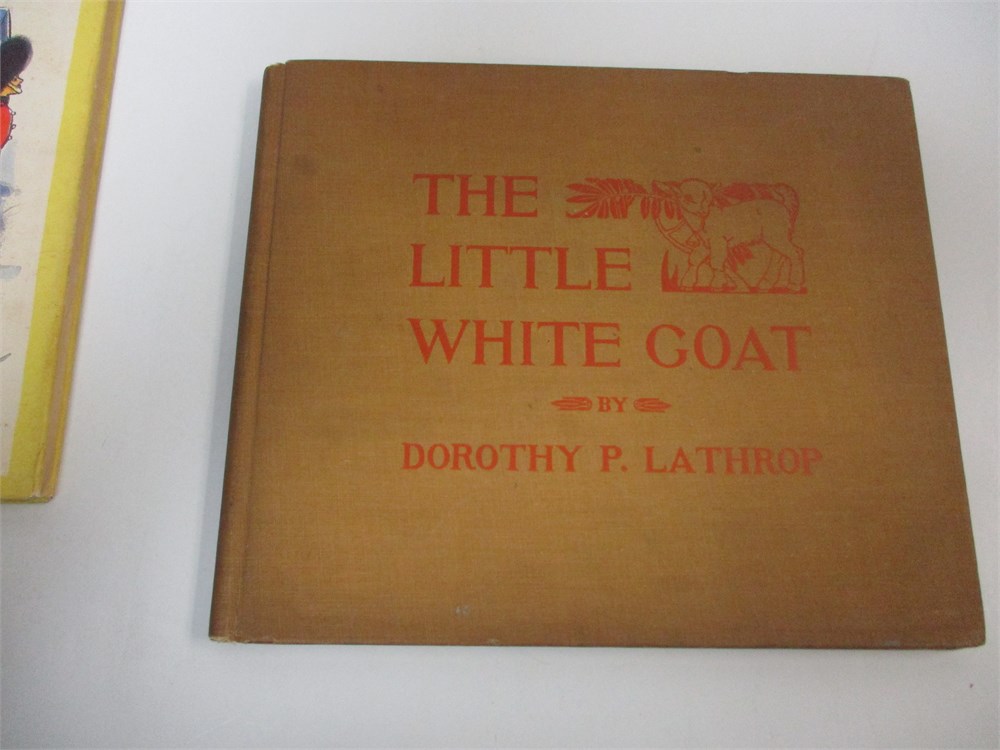 THE
LITTLE
WHITE GOAT
BY
DOROTHY P. LATHROP